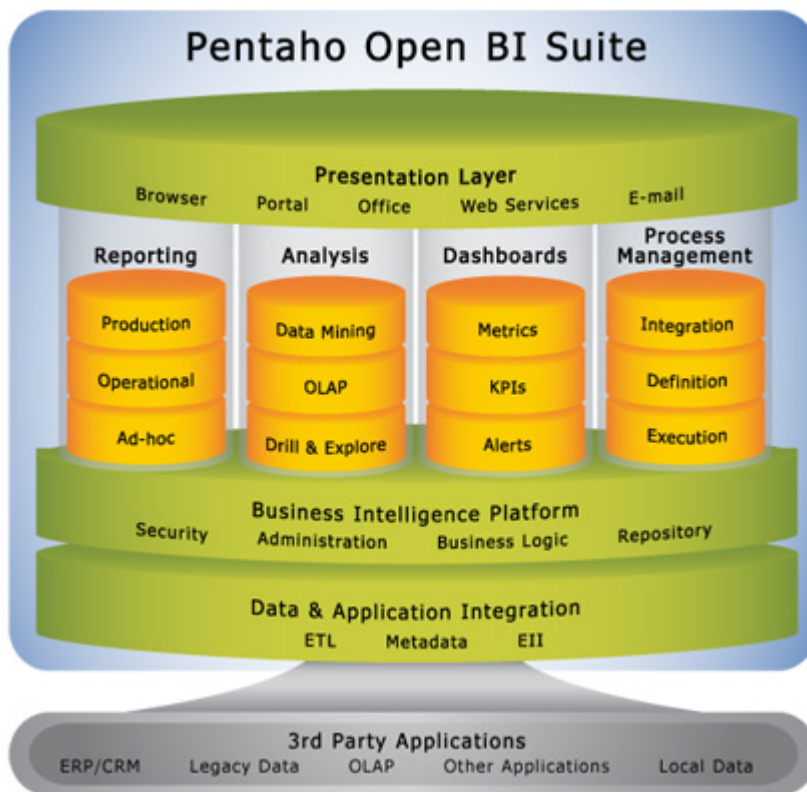 Pentaho Open BI Suite
Presentation Layer
Browser Portal Office Web Services E-mail
Reporting
Production
Operational
Ad-hoc
Analysis
Data Mining
OLAP
Drill & Explore
Dashboards
Metrics
KPIs
Alerts
Process
Management
Integration
Definition
Execution
Business Intelligence Platform
Security Administration Business Logic Repository
Data & Application Integration
ETL Metadata EII
3rd Party Applications
ERP/CRM Legacy Data OLAP Other Applications Local Data